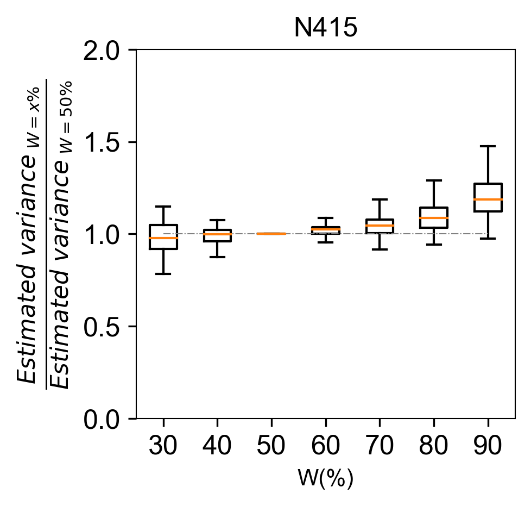 N415
2.0
1.5
1.0
0.5
0.0
Estimated variance W = x%
Estimated variance W = 50%
30 40 50 60 70 80 90
W(%)